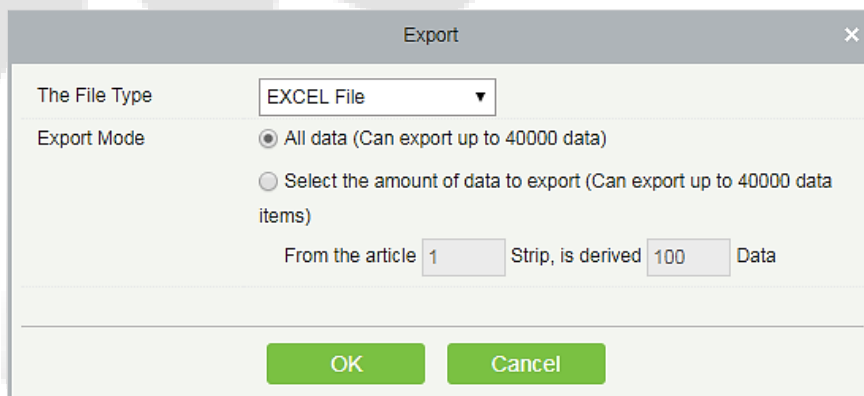 Export
The File Type EXCEL File
Export Mode All data (Can export up to 40000 data)
Select the amount of data to export (Can export up to 40000 data
items)
From the article 1 Strip, is derived 100 Data
OK Cancel